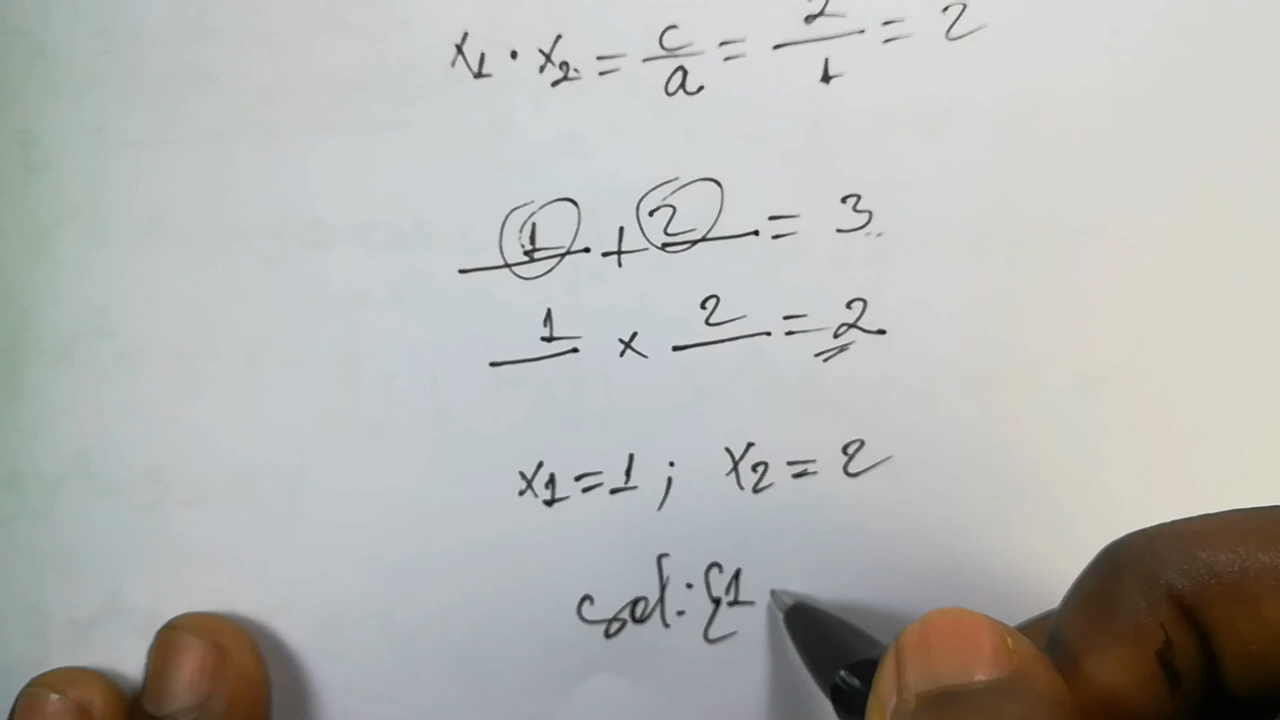 x₁ · x₂ = c/a = 2/1 = 2
1 + 2 = 3
1 × 2 = 2
x₁ = 1 ; x₂ = 2
sol: {1